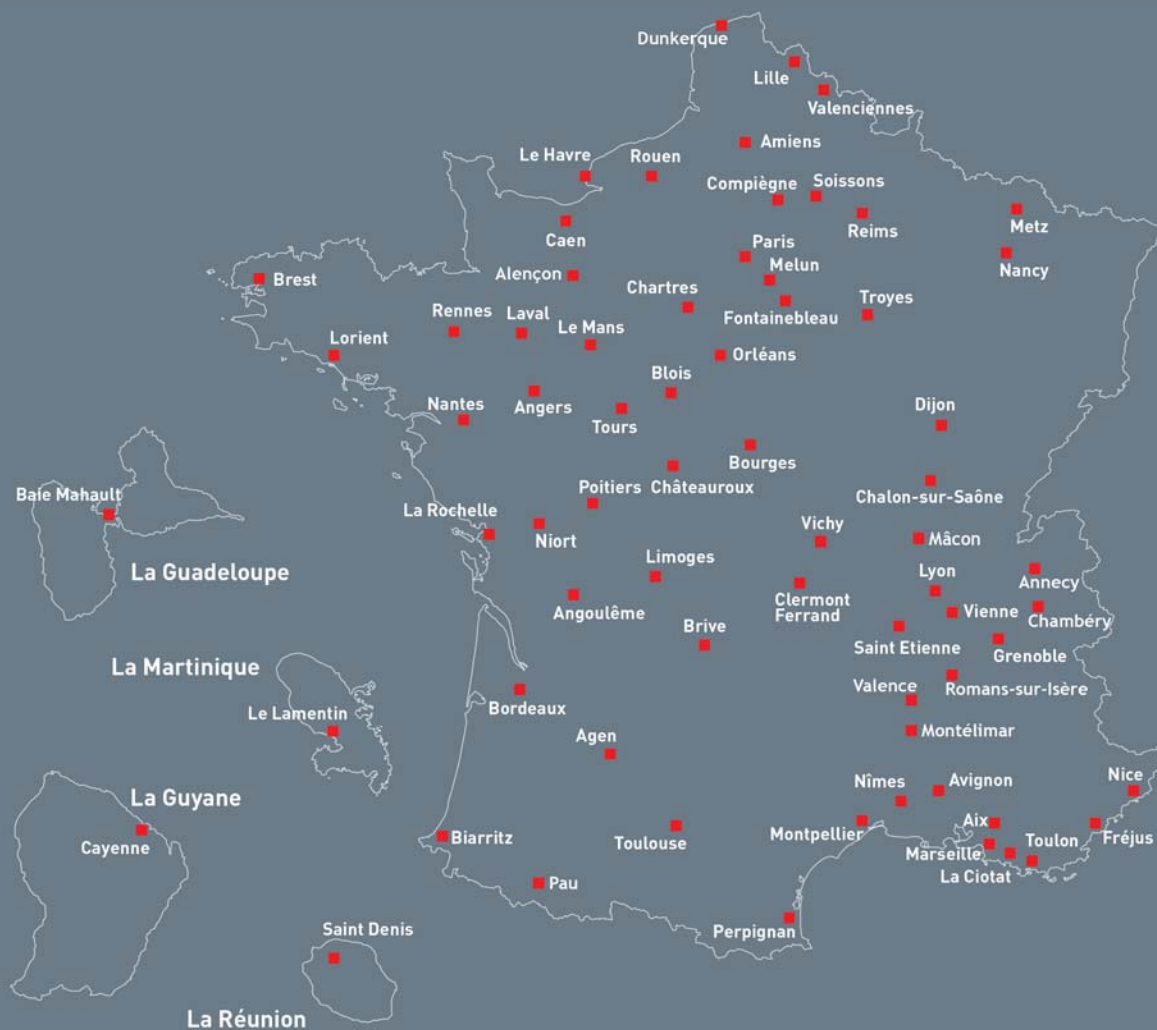 Dunkerque
Lille
Valenciennes
Amiens
Le Havre
Rouen
Compiègne
Soissons
Reims
Metz
Caen
Paris
Nancy
Melun
Alençon
Brest
Chartres
Fontainebleau
Troyes
Rennes
Laval
Le Mans
Lorient
Orléans
Blois
Nantes
Angers
Tours
Dijon
Bourges
Poitiers
Châteauroux
Chalon-sur-Saône
Baie Mahault
La Rochelle
Niort
Vichy
Mâcon
Limoges
La Guadeloupe
Lyon
Annecy
Angoulême
Clermont
Ferrand
Vienne
Chambéry
Brive
Saint Etienne
Grenoble
La Martinique
Valence
Romans-sur-Isère
Bordeaux
Le Lamentin
Montélimar
Agen
Nîmes
Avignon
Nice
La Guyane
Cayenne
Biarritz
Toulouse
Montpellier
Aix
Toulon
Fréjus
Marseille
La Ciotat
Pau
Perpignan
Saint Denis
La Réunion